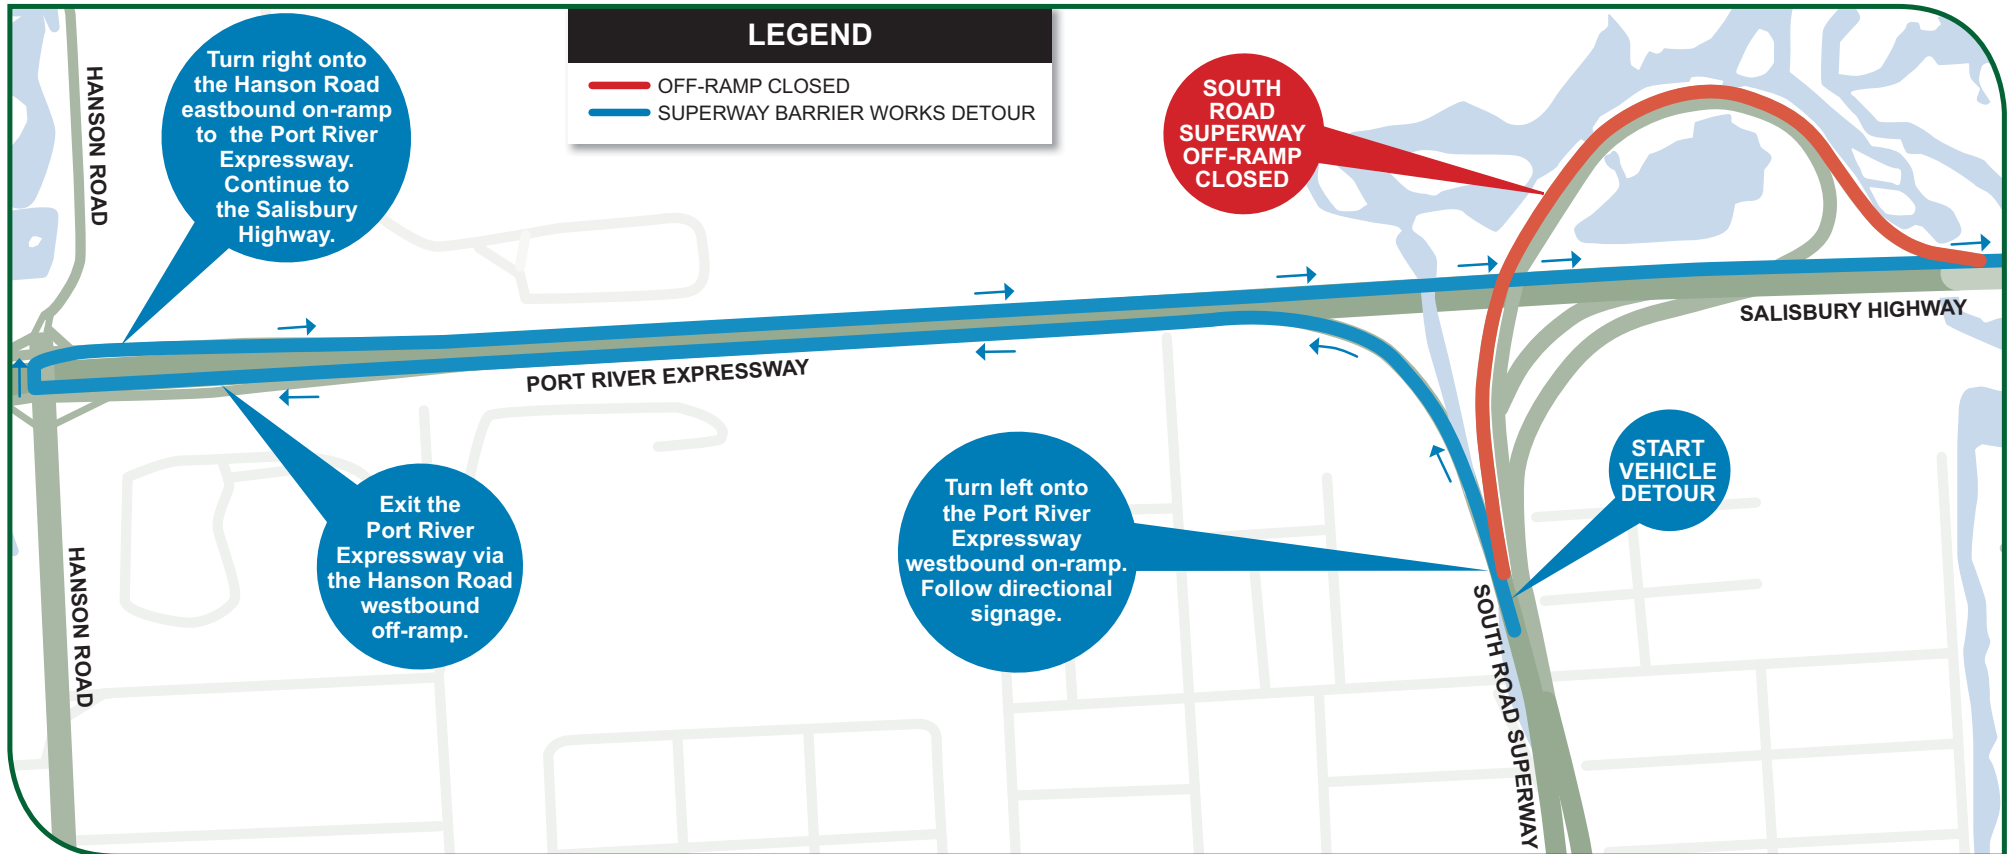 LEGEND
OFF-RAMP CLOSED
SUPERWAY BARRIER WORKS DETOUR
HANSON ROAD
Turn right onto
the Hanson Road
eastbound on-ramp
to the Port River
Expressway.
Continue to
the Salisbury
Highway.
SOUTH
ROAD
SUPERWAY
OFF-RAMP
CLOSED
SALISBURY HIGHWAY
PORT RIVER EXPRESSWAY
START
VEHICLE
DETOUR
Exit the
Port River
Expressway via
the Hanson Road
westbound
off-ramp.
Turn left onto
the Port River
Expressway
westbound on-ramp.
Follow directional
signage.
HANSON ROAD
SOUTH ROAD SUPERWAY